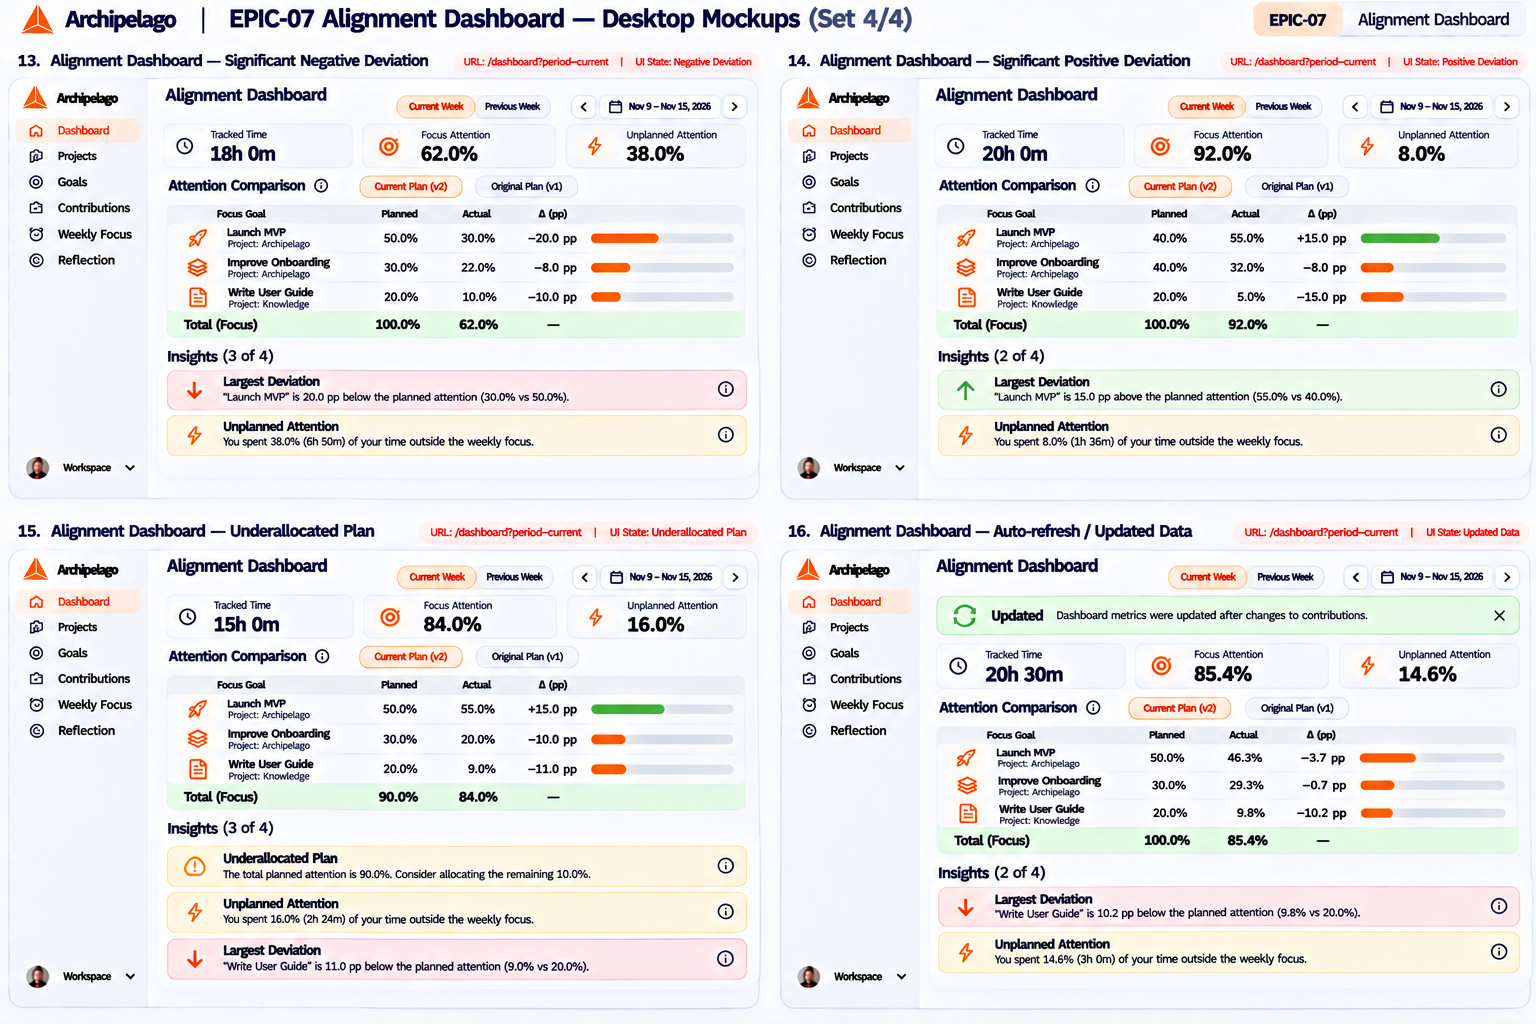 Archipelago | EPIC-07 Alignment Dashboard — Desktop Mockups (Set 4/4)
EPIC-07 Alignment Dashboard
13. Alignment Dashboard — Significant Negative Deviation
URL: /dashboard?period—current | UI State: Negative Deviation
Archipelago
Dashboard
Projects
Goals
Contributions
Weekly Focus
Reflection
Workspace
Alignment Dashboard
Current Week Previous Week
Nov 9 – Nov 15, 2026
Tracked Time
18h 0m
Focus Attention
62.0%
Unplanned Attention
38.0%
Attention Comparison
Current Plan (v2) Original Plan (v1)
Focus Goal Planned Actual Δ (pp)
Launch MVP
Project: Archipelago
50.0% 30.0% −20.0 pp
Improve Onboarding
Project: Archipelago
30.0% 22.0% −8.0 pp
Write User Guide
Project: Knowledge
20.0% 10.0% −10.0 pp
Total (Focus) 100.0% 62.0% —
Insights (3 of 4)
Largest Deviation
"Launch MVP" is 20.0 pp below the planned attention (30.0% vs 50.0%).
Unplanned Attention
You spent 38.0% (6h 50m) of your time outside the weekly focus.
14. Alignment Dashboard — Significant Positive Deviation
URL: /dashboard?period—current | UI State: Positive Deviation
Archipelago
Dashboard
Projects
Goals
Contributions
Weekly Focus
Reflection
Workspace
Alignment Dashboard
Current Week Previous Week
Nov 9 – Nov 15, 2026
Tracked Time
20h 0m
Focus Attention
92.0%
Unplanned Attention
8.0%
Attention Comparison
Current Plan (v2) Original Plan (v1)
Focus Goal Planned Actual Δ (pp)
Launch MVP
Project: Archipelago
40.0% 55.0% +15.0 pp
Improve Onboarding
Project: Archipelago
40.0% 32.0% −8.0 pp
Write User Guide
Project: Knowledge
20.0% 5.0% −15.0 pp
Total (Focus) 100.0% 92.0% —
Insights (2 of 4)
Largest Deviation
"Launch MVP" is 15.0 pp above the planned attention (55.0% vs 40.0%).
Unplanned Attention
You spent 8.0% (1h 36m) of your time outside the weekly focus.
15. Alignment Dashboard — Underallocated Plan
URL: /dashboard?period—current | UI State: Underallocated Plan
Archipelago
Dashboard
Projects
Goals
Contributions
Weekly Focus
Reflection
Workspace
Alignment Dashboard
Current Week Previous Week
Nov 9 – Nov 15, 2026
Tracked Time
15h 0m
Focus Attention
84.0%
Unplanned Attention
16.0%
Attention Comparison
Current Plan (v2) Original Plan (v1)
Focus Goal Planned Actual Δ (pp)
Launch MVP
Project: Archipelago
50.0% 55.0% +15.0 pp
Improve Onboarding
Project: Archipelago
30.0% 20.0% −10.0 pp
Write User Guide
Project: Knowledge
20.0% 9.0% −11.0 pp
Total (Focus) 90.0% 84.0% —
Insights (3 of 4)
Underallocated Plan
The total planned attention is 90.0%. Consider allocating the remaining 10.0%.
Unplanned Attention
You spent 16.0% (2h 24m) of your time outside the weekly focus.
Largest Deviation
"Write User Guide" is 11.0 pp below the planned attention (9.0% vs 20.0%).
16. Alignment Dashboard — Auto-refresh / Updated Data
URL: /dashboard?period—current | UI State: Updated Data
Archipelago
Dashboard
Projects
Goals
Contributions
Weekly Focus
Reflection
Workspace
Alignment Dashboard
Current Week Previous Week
Nov 9 – Nov 15, 2026
Updated Dashboard metrics were updated after changes to contributions.
Tracked Time
20h 30m
Focus Attention
85.4%
Unplanned Attention
14.6%
Attention Comparison
Current Plan (v2) Original Plan (v1)
Focus Goal Planned Actual Δ (pp)
Launch MVP
Project: Archipelago
50.0% 46.3% −3.7 pp
Improve Onboarding
Project: Archipelago
30.0% 29.3% −0.7 pp
Write User Guide
Project: Knowledge
20.0% 9.8% −10.2 pp
Total (Focus) 100.0% 85.4% —
Insights (2 of 4)
Largest Deviation
"Write User Guide" is 10.2 pp below the planned attention (9.8% vs 20.0%).
Unplanned Attention
You spent 14.6% (3h 0m) of your time outside the weekly focus.